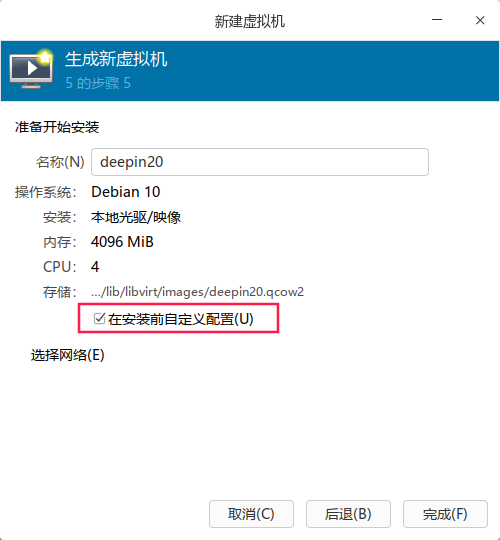 新建虚拟机
生成新虚拟机
5 的步骤 5
准备开始安装
名称(N) deepin20
操作系统: Debian 10
安装: 本地光驱/映像
内存: 4096 MiB
CPU: 4
存储: .../lib/libvirt/images/deepin20.qcow2
在安装前自定义配置(U)
选择网络(E)
取消(C) 后退(B) 完成(F)